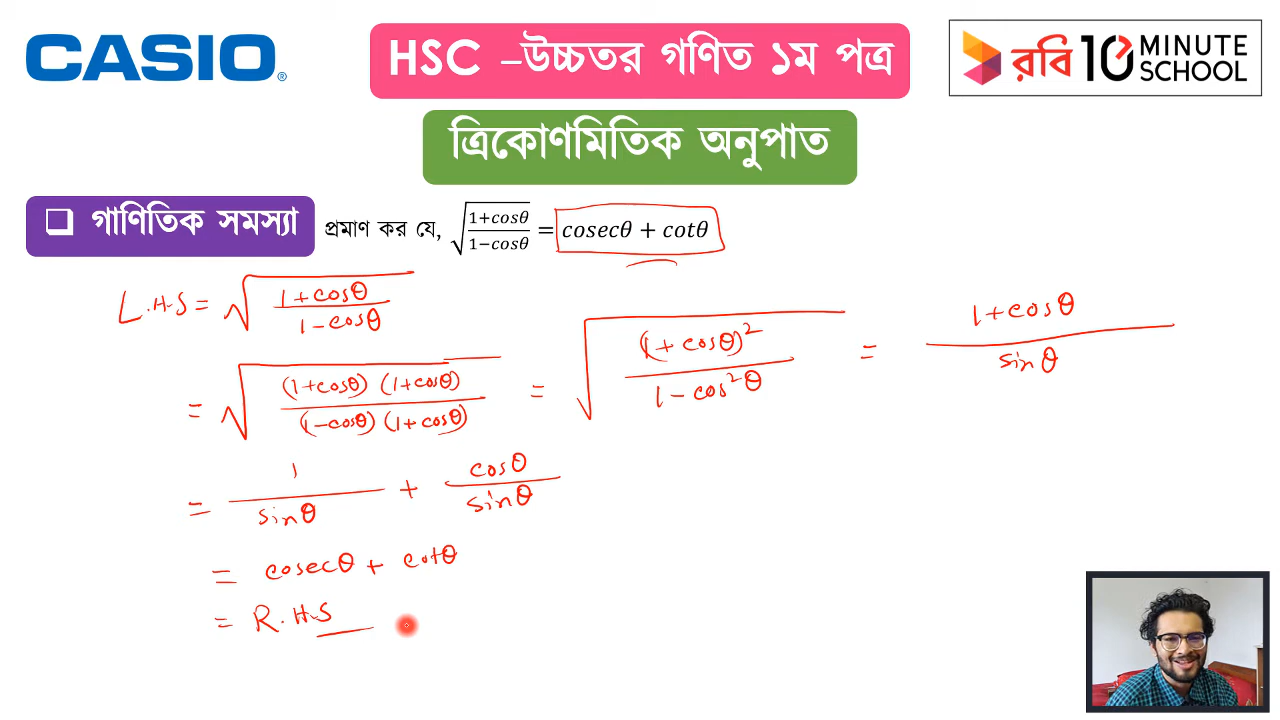 CASIO®
HSC –উচ্চতর গণিত ১ম পত্র
রবি 10 MINUTE SCHOOL
ত্রিকোণমিতিক অনুপাত
❑ গাণিতিক সমস্যা
প্রমাণ কর যে, √((1+cosθ)/(1−cosθ)) = cosecθ + cotθ
L.H.S = √((1+cosθ)/(1-cosθ))
= √(((1+cosθ) (1+cosθ))/((1-cosθ) (1+cosθ))) = √((1+cosθ)²/(1-cos²θ)) = (1+cosθ)/sinθ
= 1/sinθ + cosθ/sinθ
= cosecθ + cotθ
= R.H.S